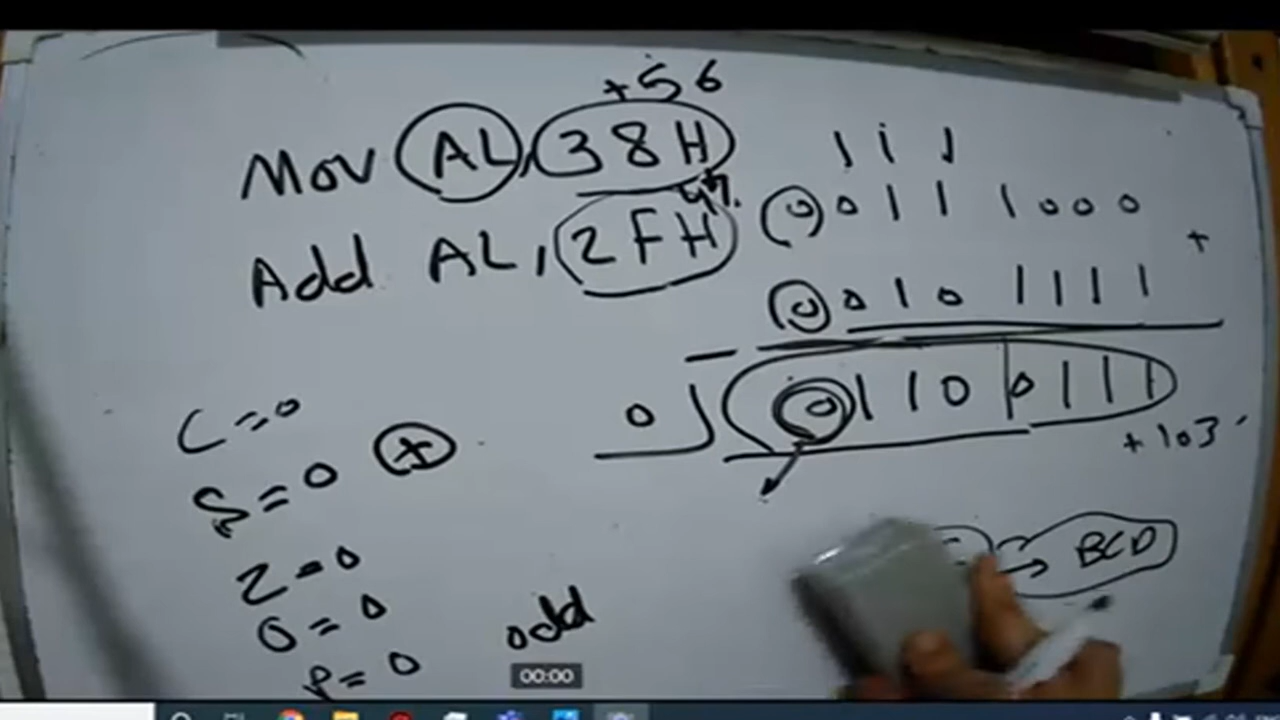 +56
Mov AL, 38H
47.
Add AL, 2FH
1 1 1
0 0 1 1 1 0 0 0
+
0 0 1 0 1 1 1 1
0 0 1 1 0 0 1 1 1
+103
C=0
S=0 +
Z=0
O=0
P=0 odd
BCD
00:00